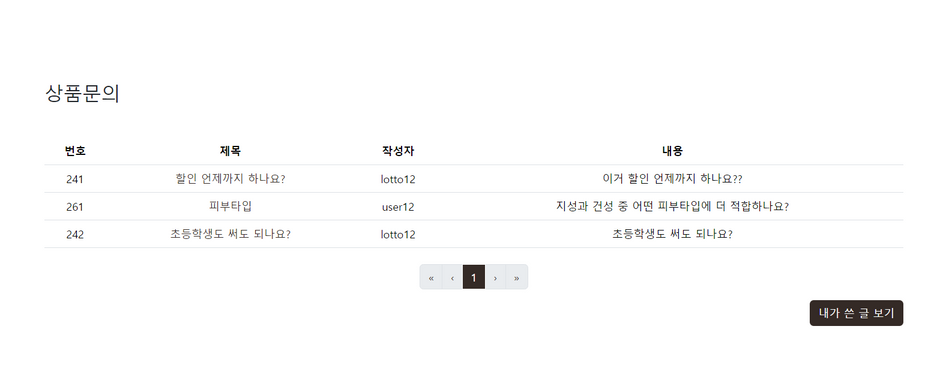 상품문의
번호 제목 작성자 내용
241 할인 언제까지 하나요? lotto12 이거 할인 언제까지 하나요??
261 피부타입 user12 지성과 건성 중 어떤 피부타입에 더 적합하나요?
242 초등학생도 써도 되나요? lotto12 초등학생도 써도 되나요?
« ‹ 1 › »
내가 쓴 글 보기